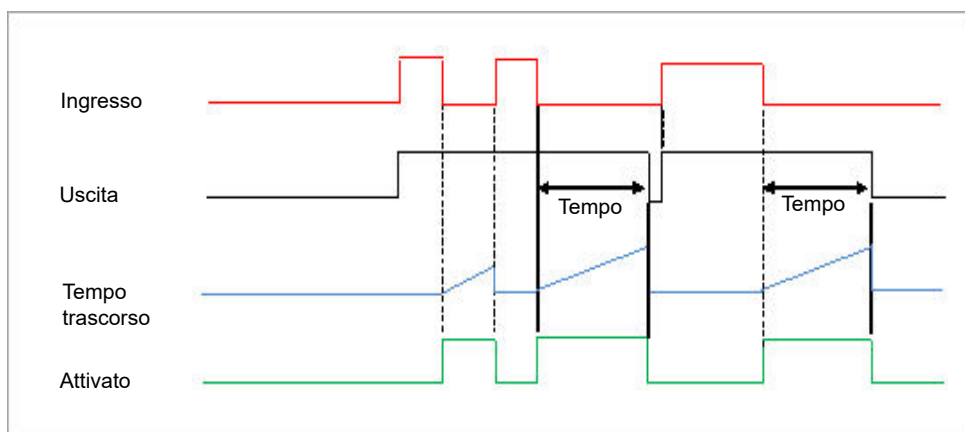 Ingresso
Uscita
Tempo
Tempo
Tempo
trascorso
Attivato